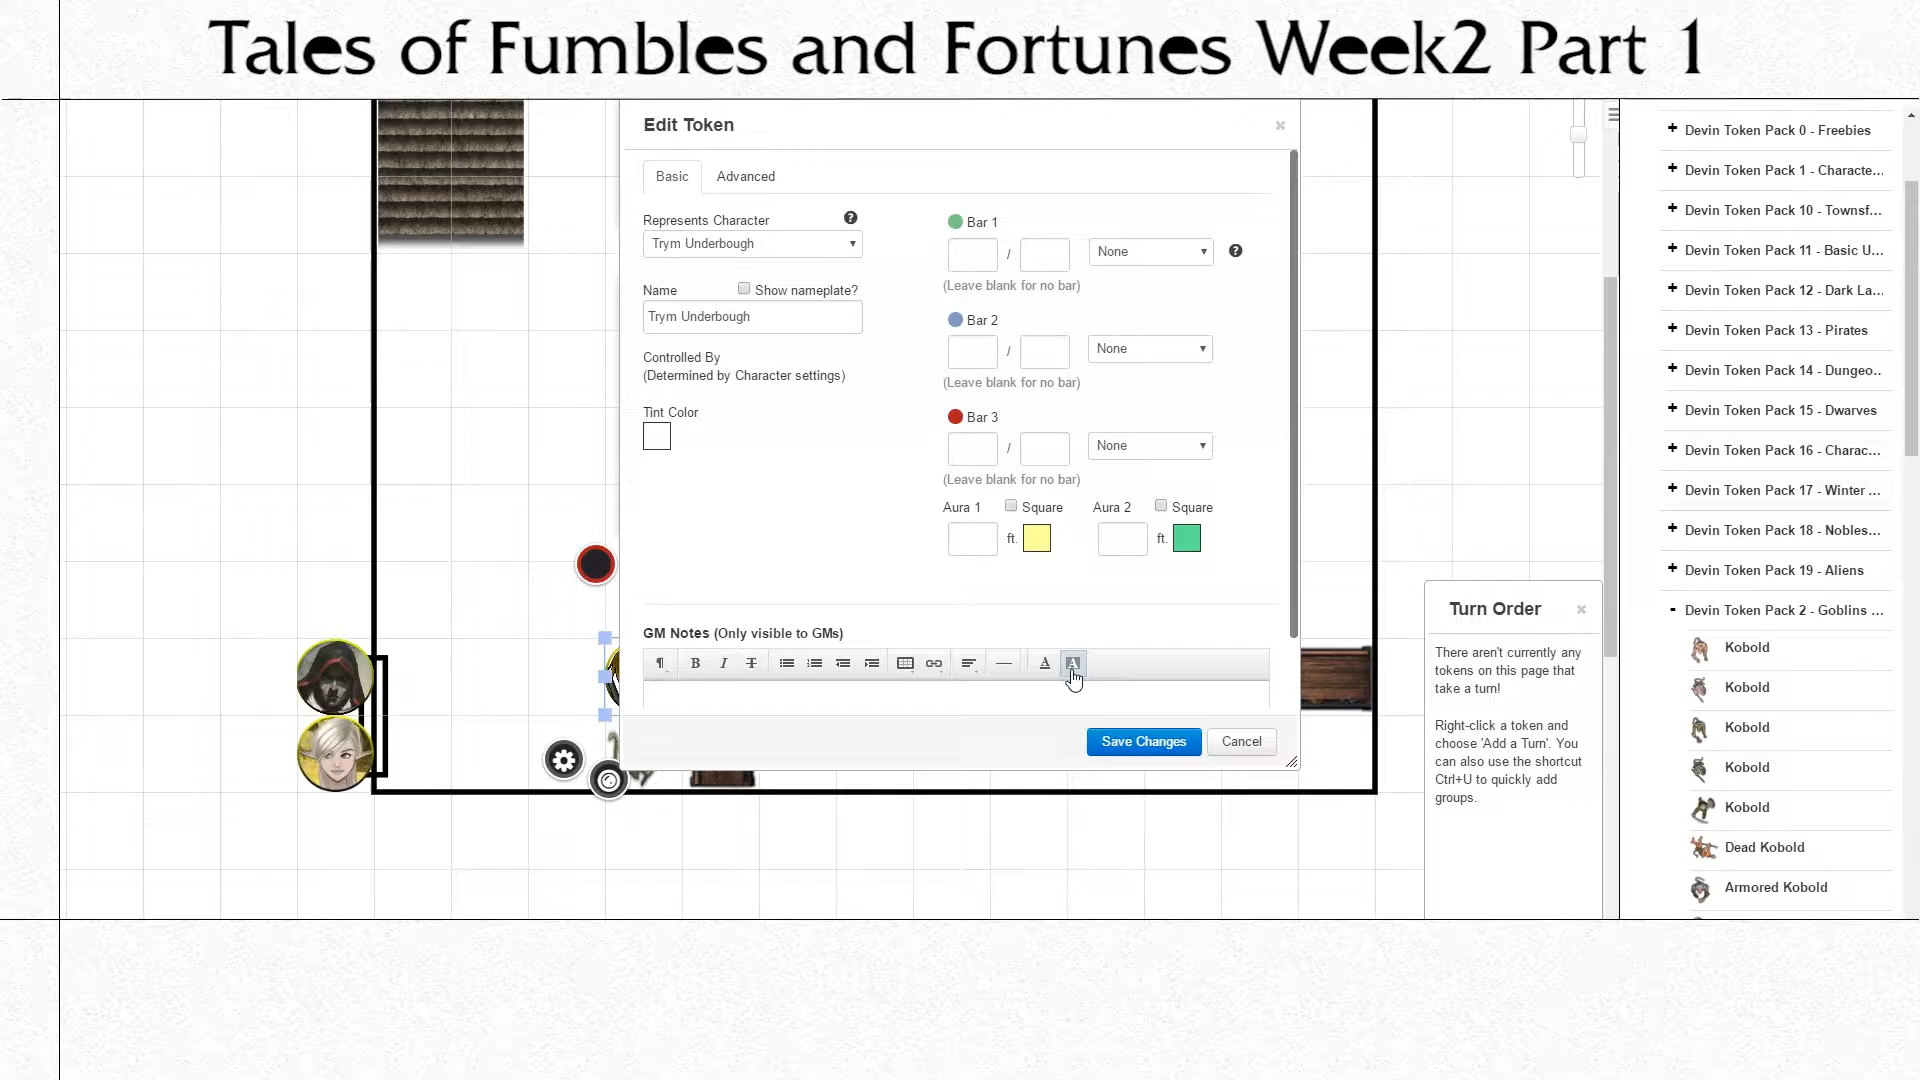 Tales of Fumbles and Fortunes Week2 Part 1
Edit Token
Basic Advanced
Represents Character
Trym Underbough
Name Show nameplate?
Trym Underbough
Controlled By
(Determined by Character settings)
Tint Color
Bar 1
/ None
(Leave blank for no bar)
Bar 2
/ None
(Leave blank for no bar)
Bar 3
/ None
(Leave blank for no bar)
Aura 1 Square Aura 2 Square
ft. ft.
GM Notes (Only visible to GMs)
B I T A A
Save Changes Cancel
Turn Order
There aren't currently any
tokens on this page that
take a turn!
Right-click a token and
choose 'Add a Turn'. You
can also use the shortcut
Ctrl+U to quickly add
groups.
Devin Token Pack 0 - Freebies
Devin Token Pack 1 - Characte...
Devin Token Pack 10 - Townsf...
Devin Token Pack 11 - Basic U...
Devin Token Pack 12 - Dark La...
Devin Token Pack 13 - Pirates
Devin Token Pack 14 - Dungeo..
Devin Token Pack 15 - Dwarves
Devin Token Pack 16 - Charac...
Devin Token Pack 17 - Winter ...
Devin Token Pack 18 - Nobles...
Devin Token Pack 19 - Aliens
Devin Token Pack 2 - Goblins ...
Kobold
Kobold
Kobold
Kobold
Kobold
Dead Kobold
Armored Kobold